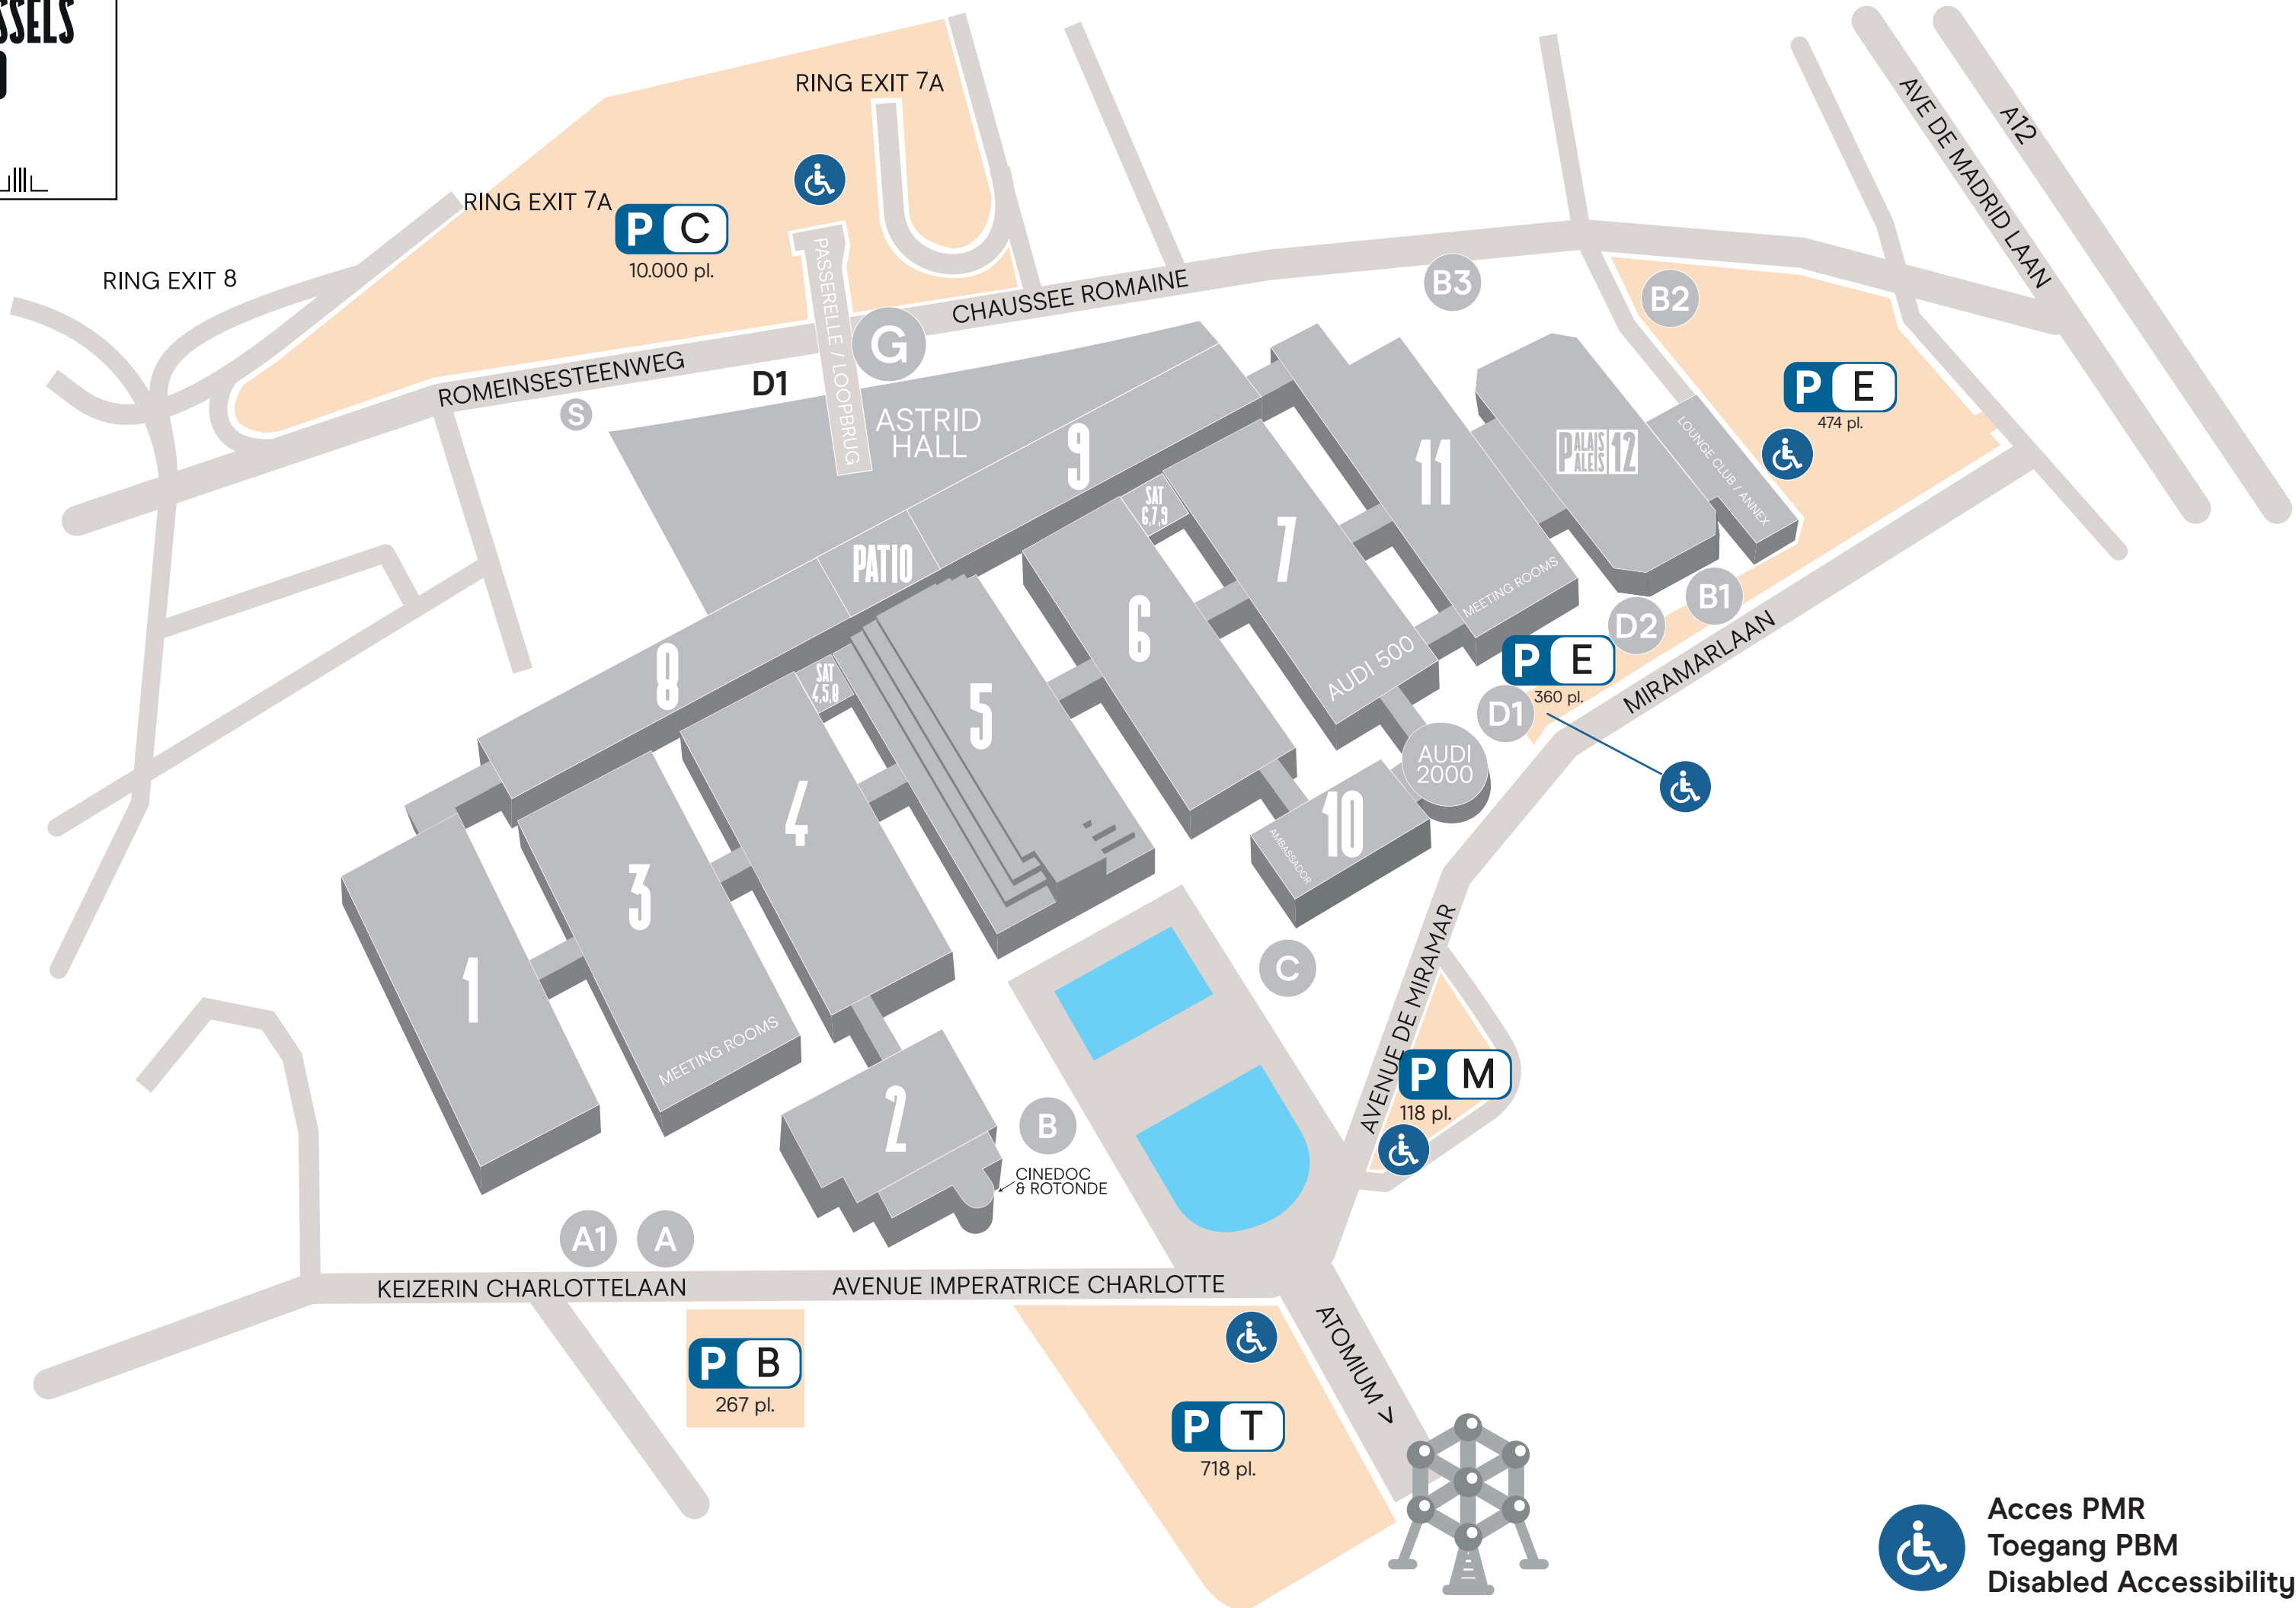 SSELS
RING EXIT 7A
RING EXIT 7A
P C
10.000 pl.
RING EXIT 8
PASSERELLE / LOOPBRUG
G
CHAUSSEE ROMAINE
ROMEINSESTEENWEG
S
D1
ASTRID
HALL
B3
B2
AVE DE MADRID LAAN
A12
P E
474 pl.
LOUNGE CLUB / ANNEX
PALAIS
PALEIS
12
11
MEETING ROOMS
9
SAT
6,7,9
7
AUDI 500
PATIO
6
8
SAT
4,5,8
5
4
3
MEETING ROOMS
1
B1
D2
P E
360 pl.
D1
MIRAMARLAAN
AUDI
2000
10
AMBASSADOR
C
AVENUE DE MIRAMAR
P M
118 pl.
2
B
CINEDOC
& ROTONDE
A1
A
KEIZERIN CHARLOTTELAAN
AVENUE IMPERATRICE CHARLOTTE
P B
267 pl.
P T
718 pl.
ATOMIUM >
Acces PMR
Toegang PBM
Disabled Accessibility